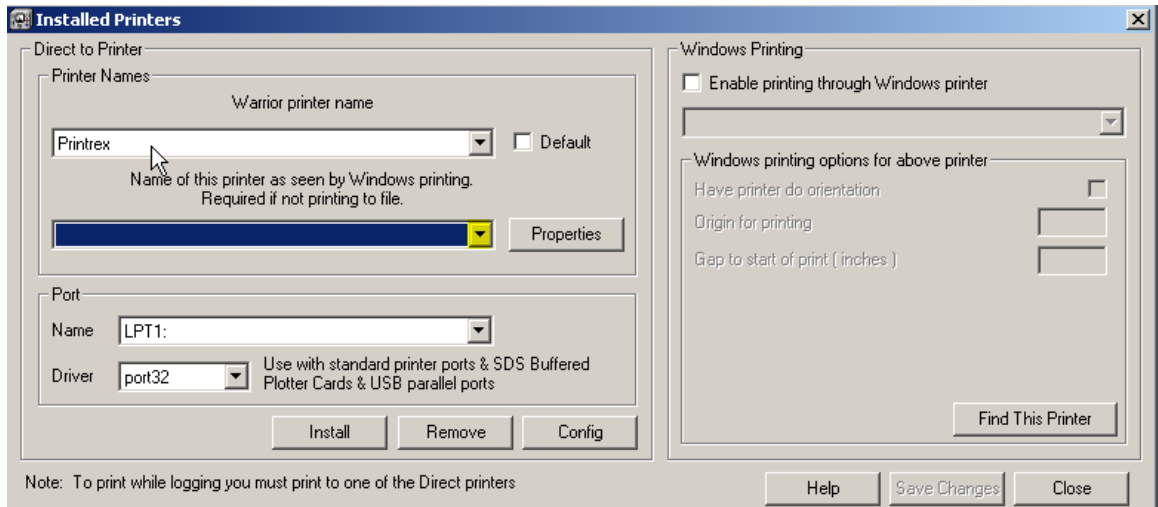 Installed Printers
Direct to Printer
Printer Names
Warrior printer name
Printrex
Default
Name of this printer as seen by Windows printing.
Required if not printing to file.
Properties
Port
Name
LPT1:
Driver
port32
Use with standard printer ports & SDS Buffered
Plotter Cards & USB parallel ports
Install
Remove
Config
Note: To print while logging you must print to one of the Direct printers
Windows Printing
Enable printing through Windows printer
Windows printing options for above printer
Have printer do orientation
Origin for printing
Gap to start of print ( inches )
Find This Printer
Help
Save Changes
Close